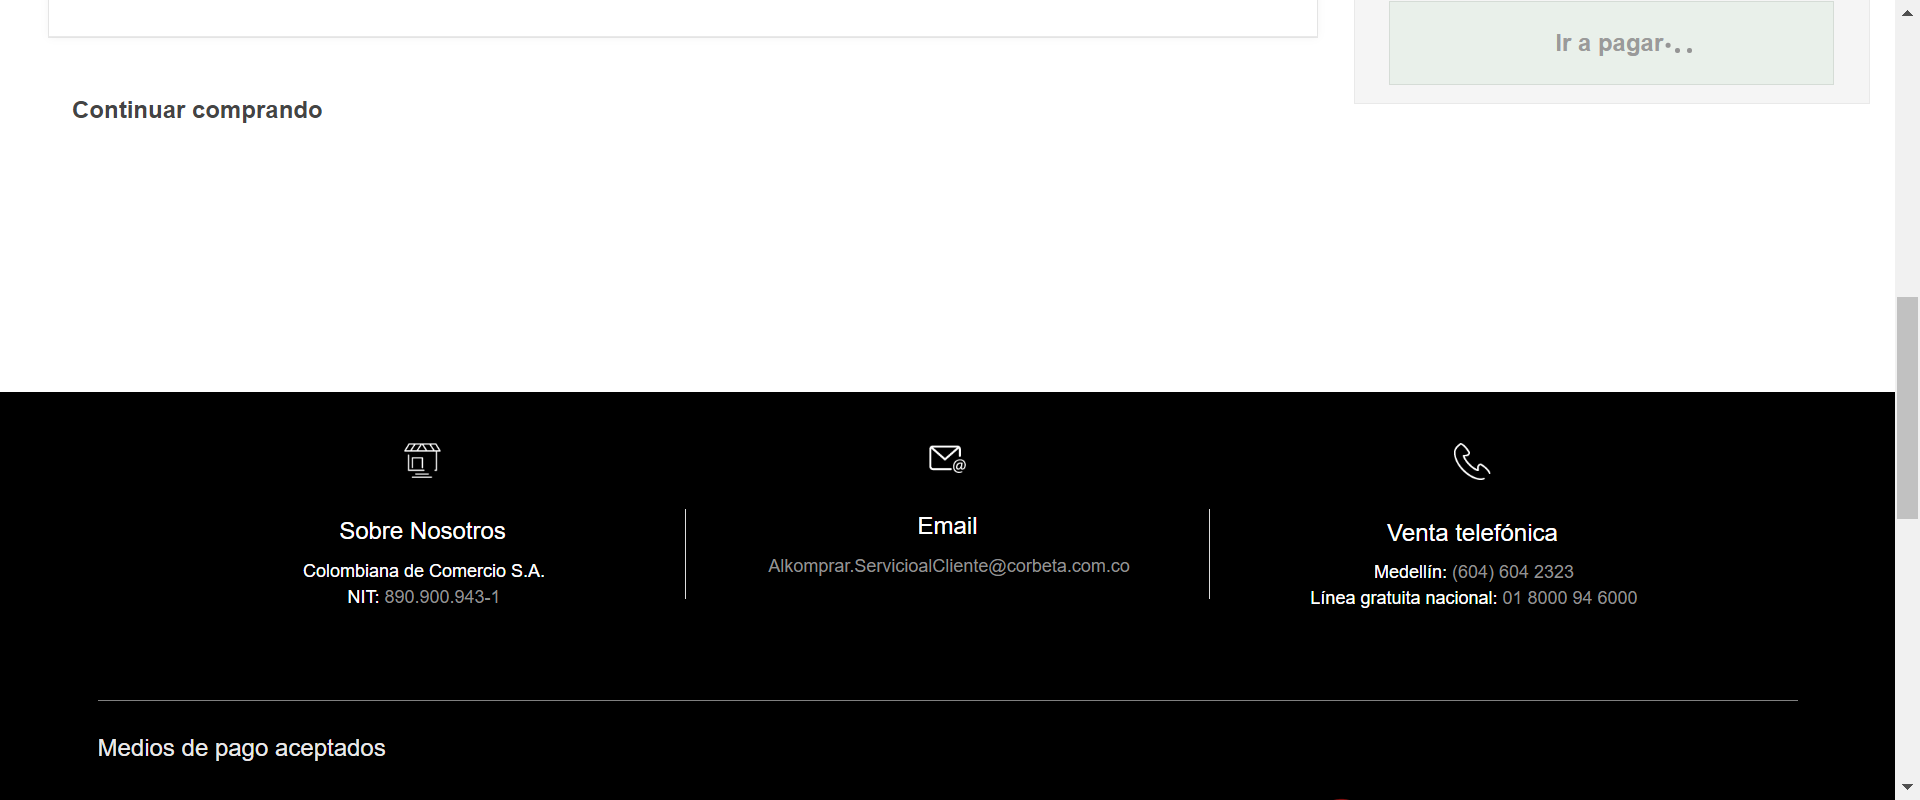 Ir a pagar...
Continuar comprando
Sobre Nosotros
Colombiana de Comercio S.A.
NIT: 890.900.943-1
Email
Alkomprar.ServicioalCliente@corbeta.com.co
Venta telefónica
Medellín: (604) 604 2323
Línea gratuita nacional: 01 8000 94 6000
Medios de pago aceptados